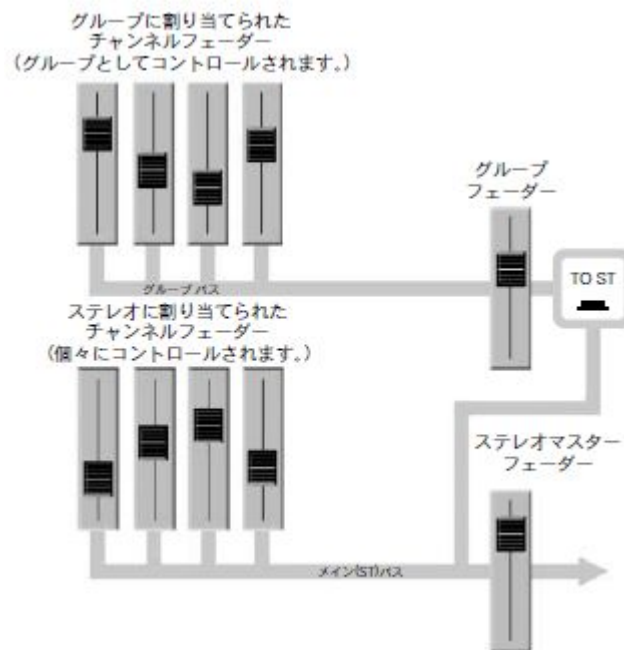 グループに割り当てられた
チャンネルフェーダー
(グループとしてコントロールされます。)
グループ
フェーダー
TO ST
グループ バス
ステレオに割り当てられた
チャンネルフェーダー
(個々にコントロールされます。)
ステレオマスター
フェーダー
メイン(ST)バス